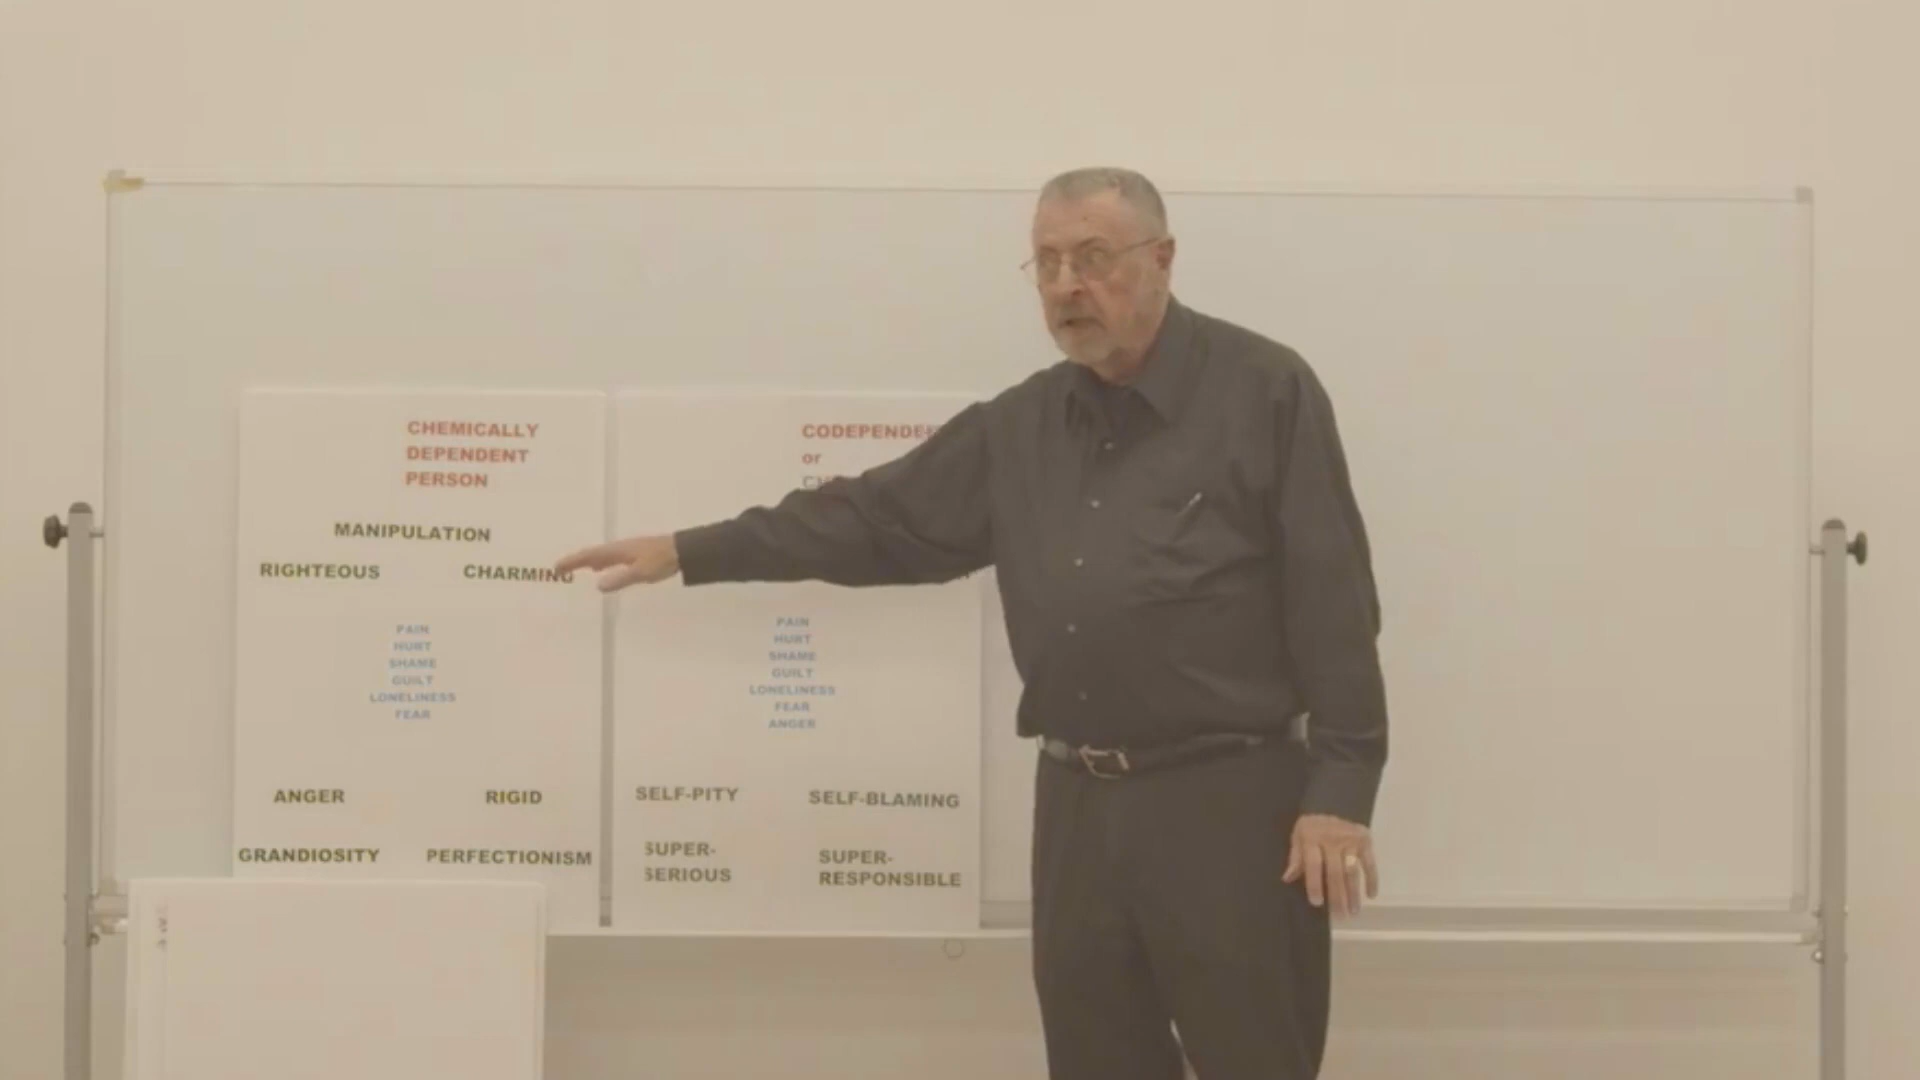 CHEMICALLY
DEPENDENT
PERSON
MANIPULATION
RIGHTEOUS CHARMING
PAIN
HURT
SHAME
GUILT
LONELINESS
FEAR
ANGER RIGID
GRANDIOSITY PERFECTIONISM
or
PAIN
HURT
SHAME
GUILT
LONELINESS
FEAR
ANGER
SELF-PITY SELF-BLAMING
SUPER-
SERIOUS
SUPER-
RESPONSIBLE